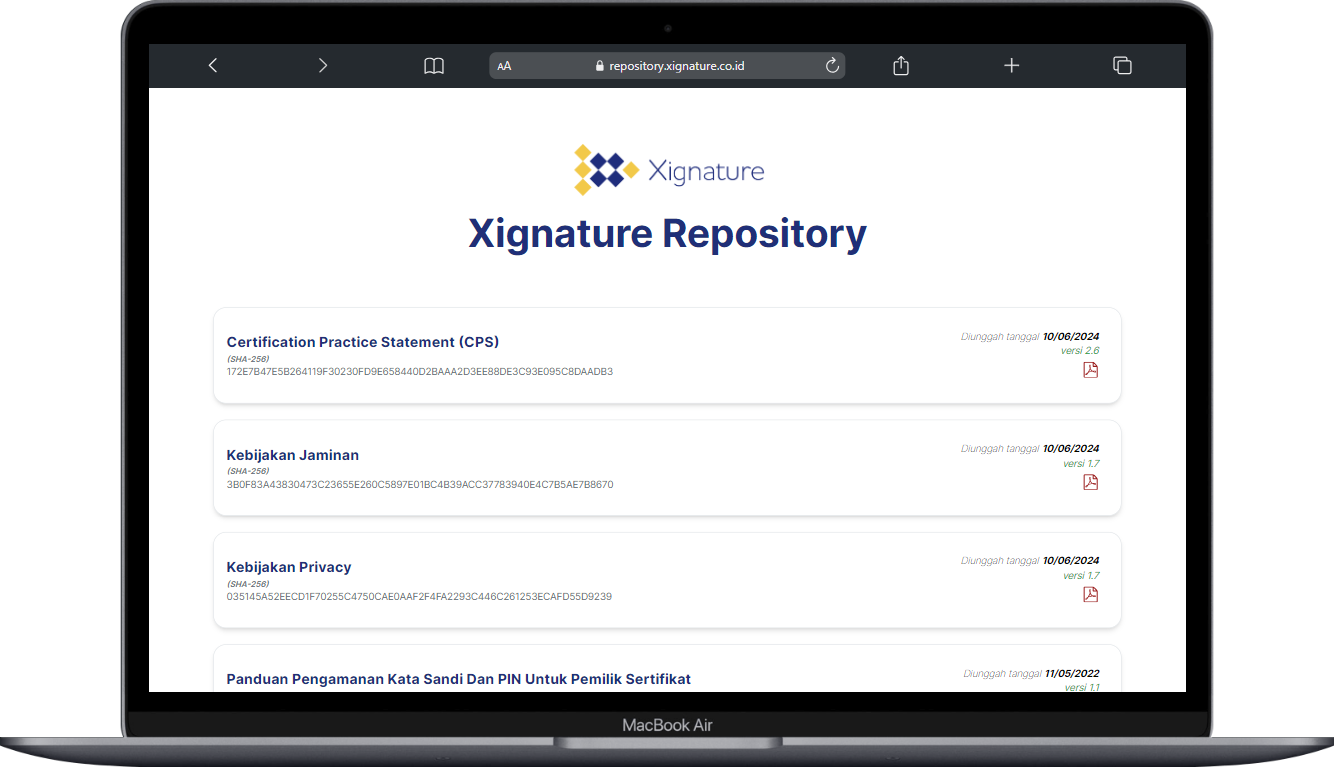 AA
repository.xignature.co.id
Xignature
Xignature Repository
Certification Practice Statement (CPS)
(SHA-256)
172E7B47E5B264119F30230FD9E658440D2BAAA2D3EE88DE3C93E095C8DAADB3
Diunggah tanggal 10/06/2024
versi 2.6
Kebijakan Jaminan
(SHA-256)
3B0F83A43830473C23655E260C5897E01BC4B39ACC37783940E4C7B5AE7B8670
Diunggah tanggal 10/06/2024
versi 1.7
Kebijakan Privacy
(SHA-256)
035145A52EECD1F70255C4750CAE0AAF2F4FA2293C446C261253ECAFD55D9239
Diunggah tanggal 10/06/2024
versi 1.7
Panduan Pengamanan Kata Sandi Dan PIN Untuk Pemilik Sertifikat
Diunggah tanggal 11/05/2022
versi 1.1
MacBook Air